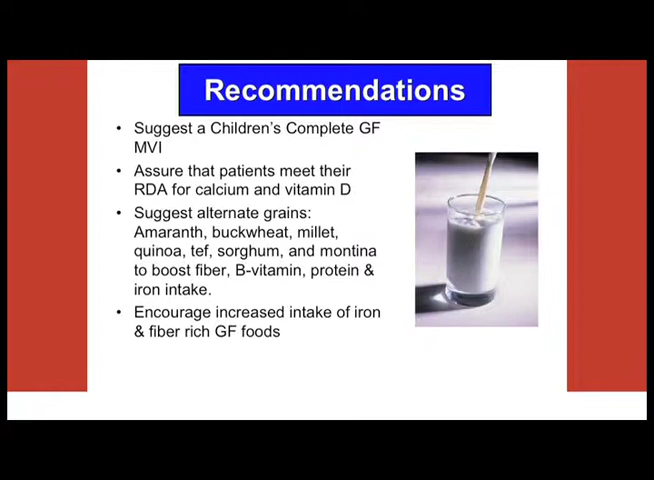 Recommendations
• Suggest a Children's Complete GF
MVI
• Assure that patients meet their
RDA for calcium and vitamin D
• Suggest alternate grains:
Amaranth, buckwheat, millet,
quinoa, tef, sorghum, and montina
to boost fiber, B-vitamin, protein &
iron intake.
• Encourage increased intake of iron
& fiber rich GF foods